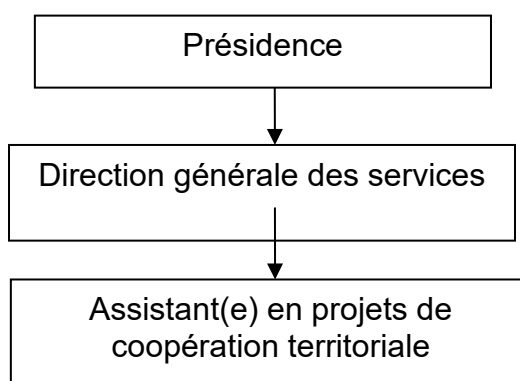 Présidence
Direction générale des services
Assistant(e) en projets de
coopération territoriale